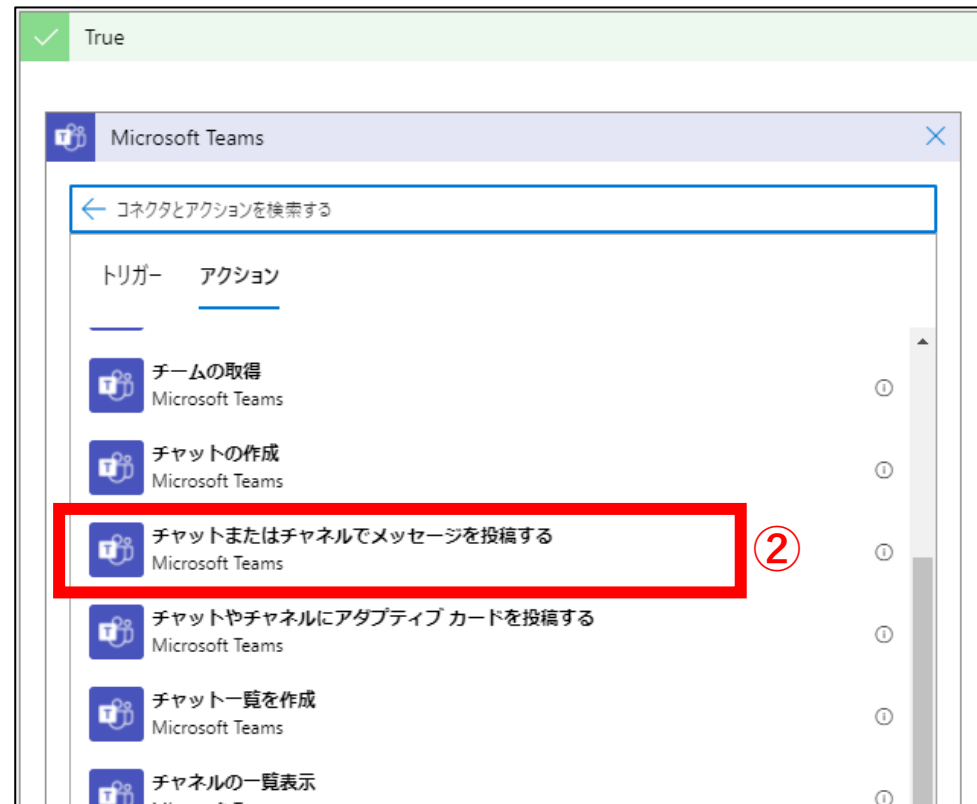 True
Microsoft Teams
コネクタとアクションを検索する
トリガー アクション
チームの取得
Microsoft Teams
チャットの作成
Microsoft Teams
チャットまたはチャネルでメッセージを投稿する
Microsoft Teams
②
チャットやチャネルにアダプティブ カードを投稿する
Microsoft Teams
チャット一覧を作成
Microsoft Teams
チャネルの一覧表示